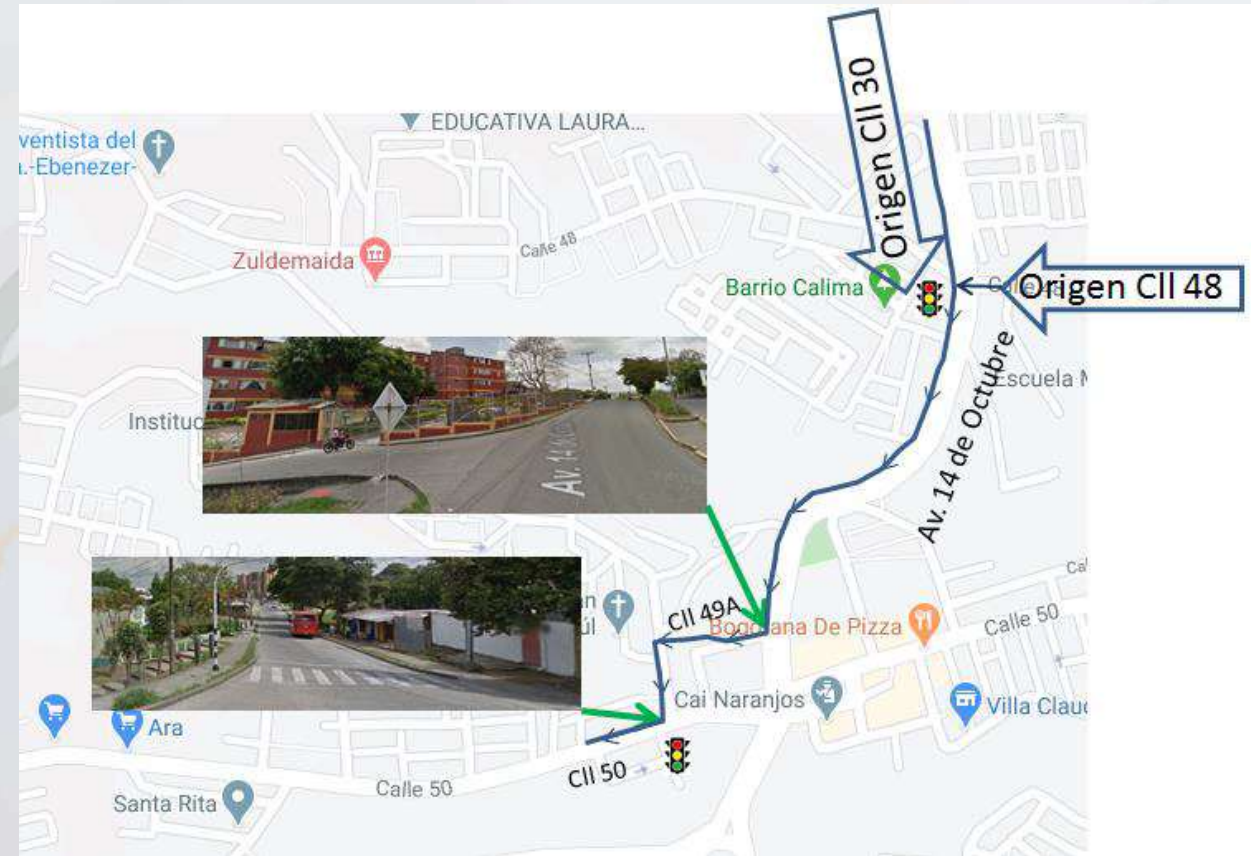 EDUCATIVA LAURA...
ventista del
a.-Ebenezer-
Origen Cll 30
Calle 48
Zuldemaida
Barrio Calima
Origen Cll 48
Av. 14 de Octubre
Escuela
Instituc
Av. 14
Cll 49A
Bogotana De Pizza
Calle 50
Cai Naranjos
Villa Clau
Ara
Cll 50
Calle 50
Santa Rita